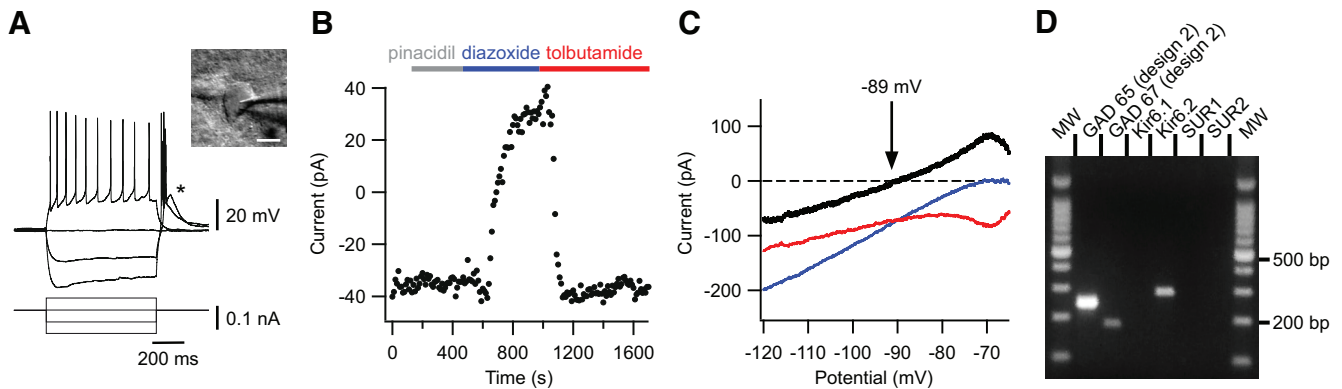 A
*
20 mV
0.1 nA
200 ms
B
pinacidil diazoxide tolbutamide
Current (pA)
40
20
0
-20
-40
0 400 800 1200 1600
Time (s)
C
-89 mV
Current (pA)
100
0
-100
-200
-120 -110 -100 -90 -80 -70
Potential (mV)
D
MW
GAD 65 (design 2)
GAD 67 (design 2)
Kir6.1
Kir6.2
SUR1
SUR2
MW
500 bp
200 bp